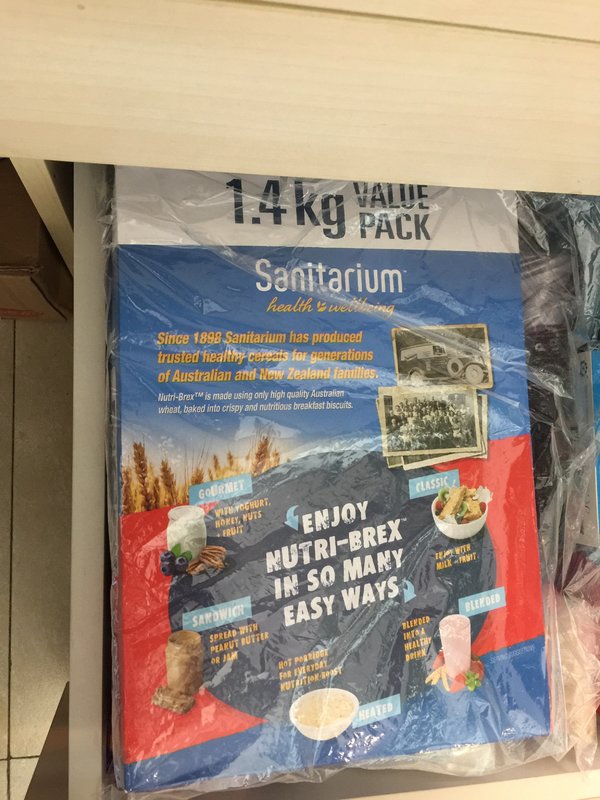 1.4kg VALUE
PACK
Sanitarium™
health & wellbeing
Since 1898 Sanitarium has produced
trusted healthy cereals for generations
of Australian and New Zealand families.
Nutri-Brex™ is made using only high quality Australian
wheat, baked into crispy and nutritious breakfast biscuits.
GOURMET
WITH YOGHURT,
HONEY, NUTS
+ FRUIT
CLASSIC
ENJOY WITH
MILK + FRUIT
ENJOY
NUTRI-BREX™
IN SO MANY
EASY WAYS
SANDWICH
SPREAD WITH
PEANUT BUTTER
OR JAM
HOT PORRIDGE
FOR EVERYDAY
NUTRITION BOOST
HEATED
BLENDED
BLENDED
INTO A
HEALTHY
DRINK
SERVING SUGGESTIONS